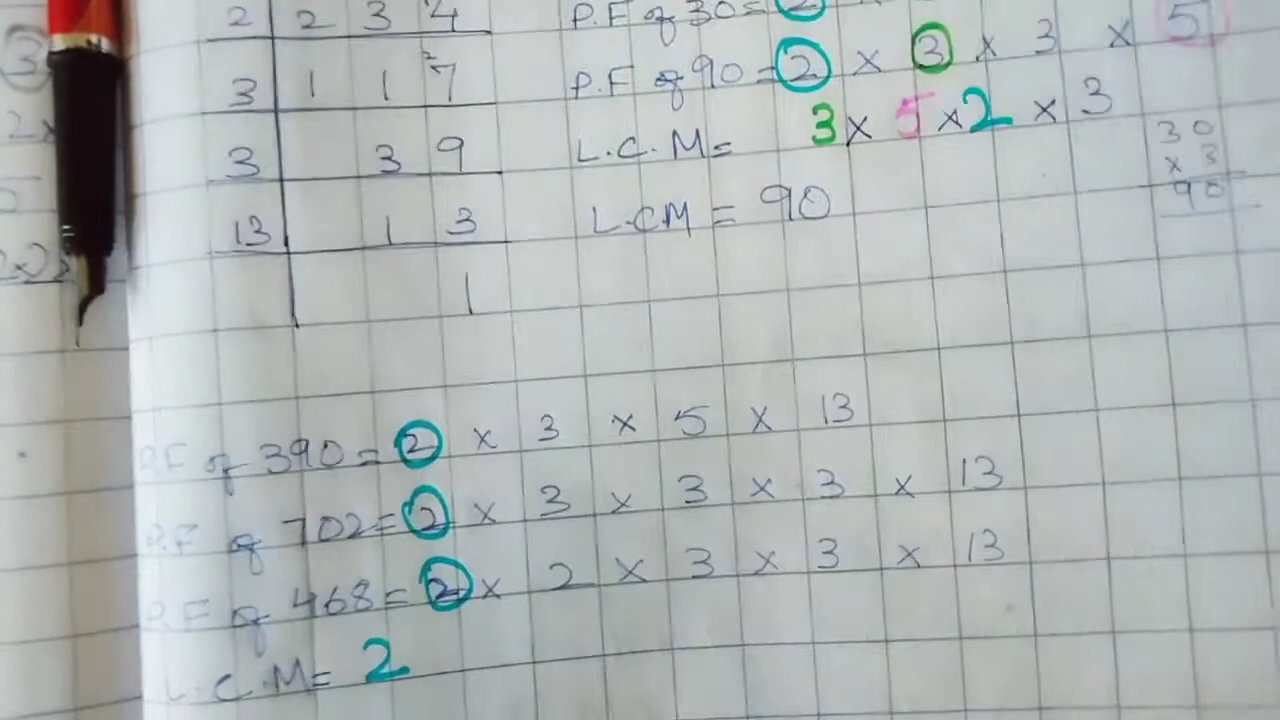 2 2 3 4
3 1 1 7
3 3 9
13 1 3
1
P.F of 30 = 2
P.F of 90 = 2 × 3 × 3 × 5
L.C.M = 3 × 5 × 2 × 3
L.C.M = 90
30
× 3
90
P.F of 390 = 2 × 3 × 5 × 13
P.F of 702 = 2 × 3 × 3 × 3 × 13
P.F of 468 = 2 × 2 × 3 × 3 × 13
L.C.M = 2